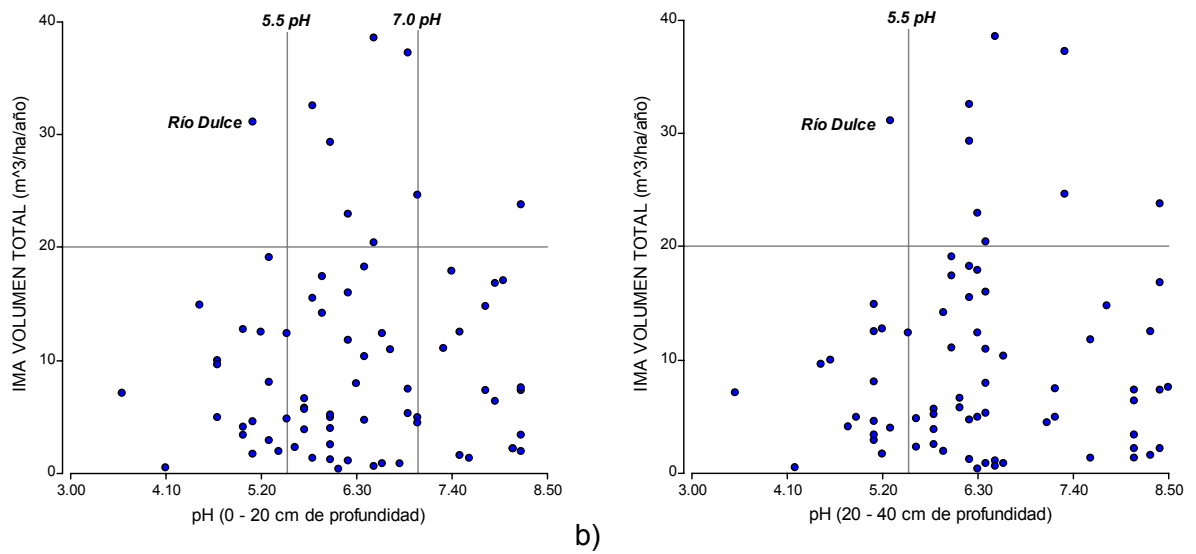 5.5 pH
7.0 pH
Río Dulce
IMA VOLUMEN TOTAL (m^3/ha/año)
40
30
20
10
0
3.00 4.10 5.20 6.30 7.40 8.50
pH (0 - 20 cm de profundidad)
b)
5.5 pH
Río Dulce
IMA VOLUMEN TOTAL (m^3/ha/año)
40
30
20
10
0
3.00 4.10 5.20 6.30 7.40 8.50
pH (20 - 40 cm de profundidad)